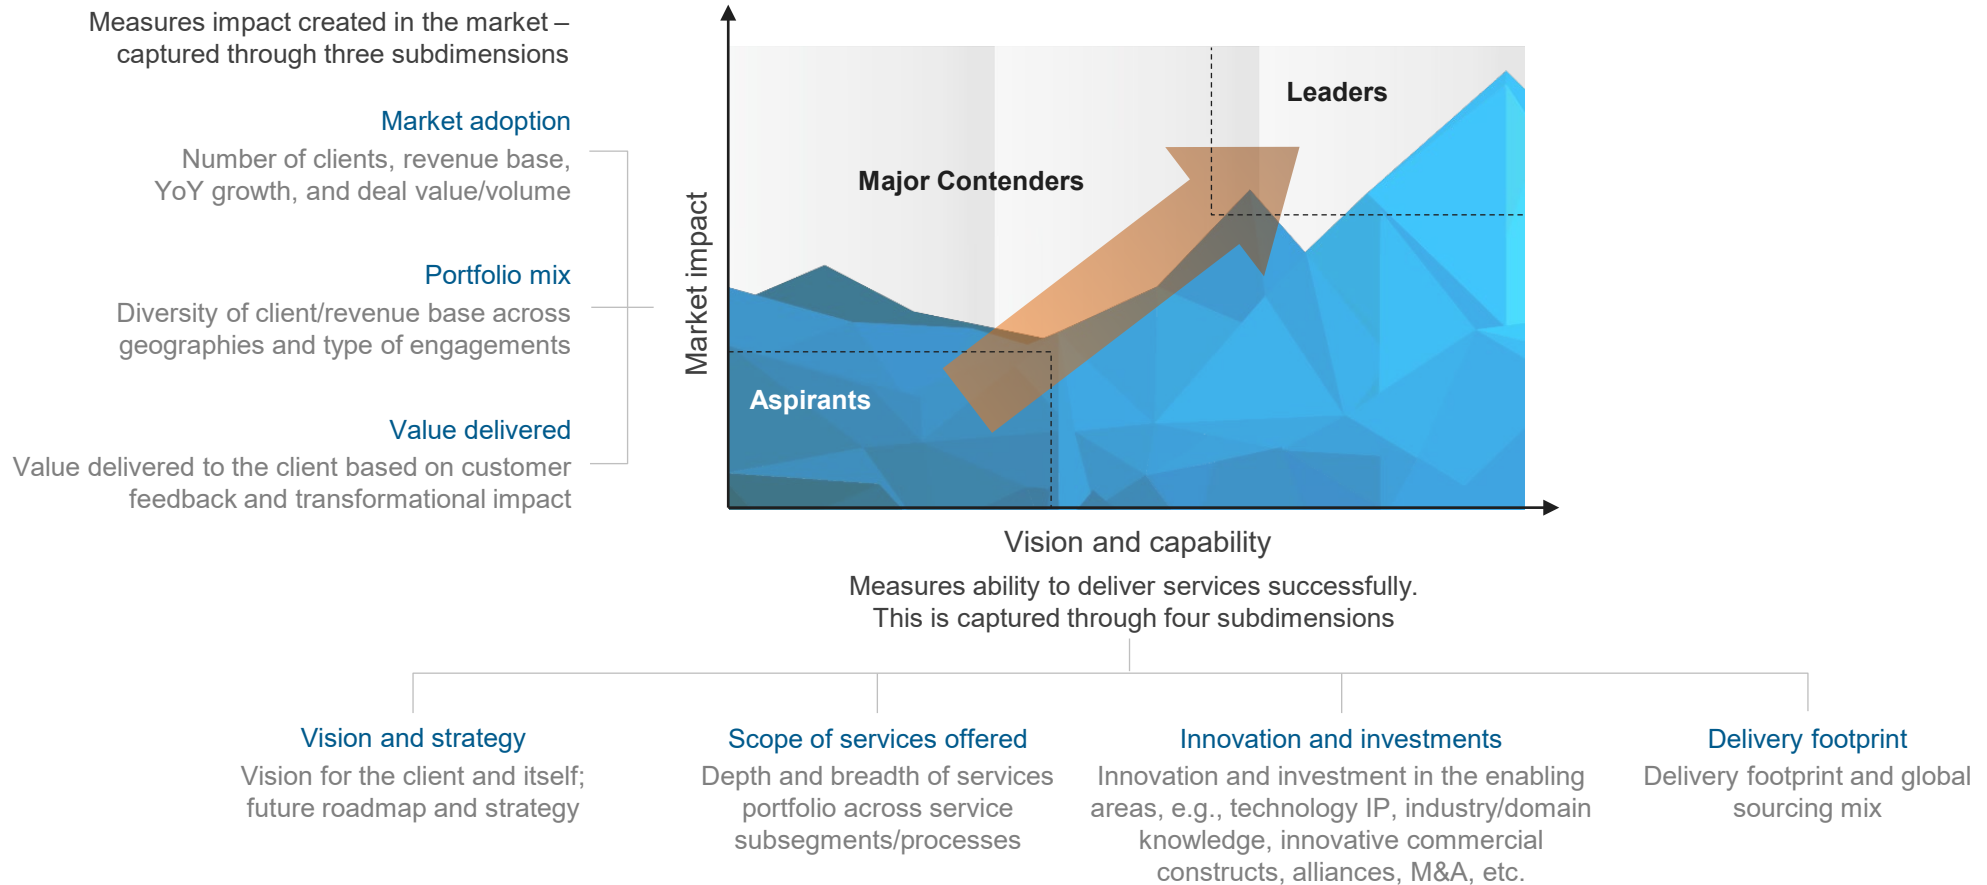 Measures impact created in the market –
captured through three subdimensions
Market adoption
Number of clients, revenue base,
YoY growth, and deal value/volume
Portfolio mix
Diversity of client/revenue base across
geographies and type of engagements
Value delivered
Value delivered to the client based on customer
feedback and transformational impact
Market impact
Leaders
Major Contenders
Aspirants
Vision and capability
Measures ability to deliver services successfully.
This is captured through four subdimensions
Vision and strategy
Vision for the client and itself;
future roadmap and strategy
Scope of services offered
Depth and breadth of services
portfolio across service
subsegments/processes
Innovation and investments
Innovation and investment in the enabling
areas, e.g., technology IP, industry/domain
knowledge, innovative commercial
constructs, alliances, M&A, etc.
Delivery footprint
Delivery footprint and global
sourcing mix